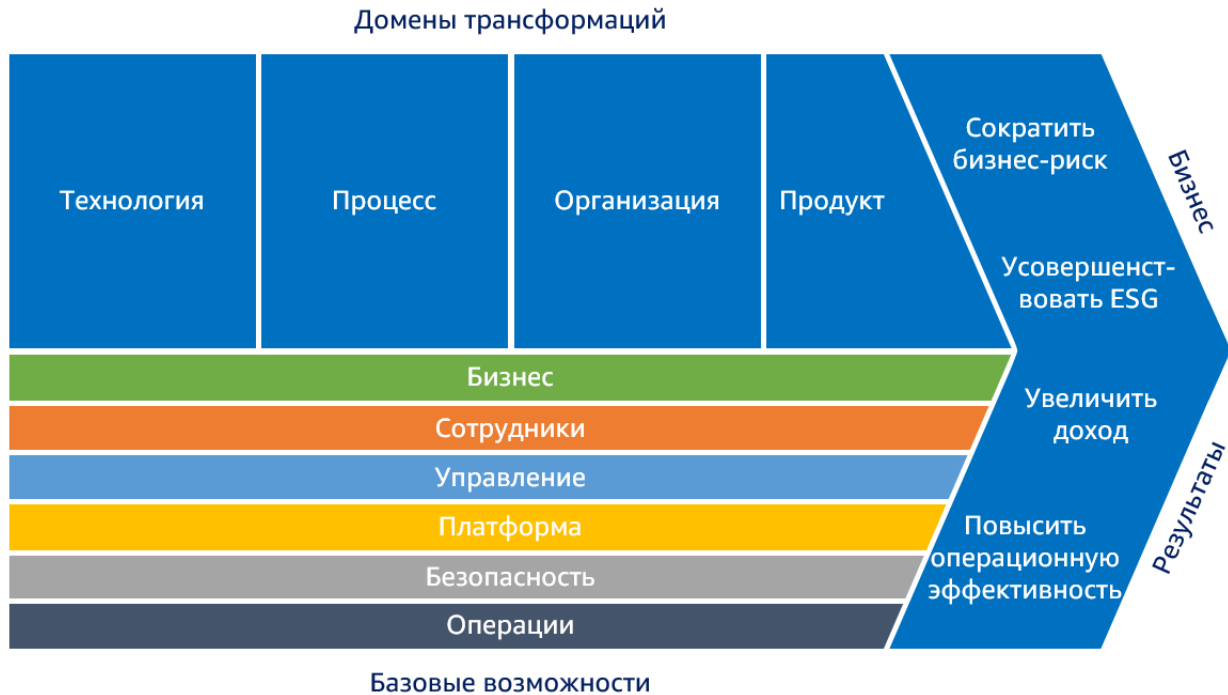 Домены трансформаций
Технология
Процесс
Организация
Продукт
Сократить
бизнес-риск
Усовершенст-
вовать ESG
Увеличить
доход
Повысить
операционную
эффективность
Бизнес
Результаты
Бизнес
Сотрудники
Управление
Платформа
Безопасность
Операции
Базовые возможности